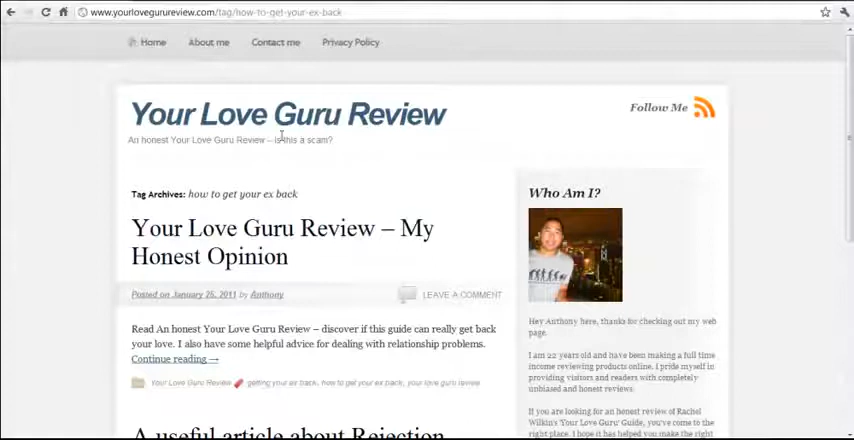 www.yourlovegurureview.com/tag/how-to-get-your-ex-back
Home About me Contact me Privacy Policy
Your Love Guru Review
Follow Me
An honest Your Love Guru Review – Is this a scam?
Tag Archives: how to get your ex back
Your Love Guru Review – My
Honest Opinion
Posted on January 25, 2011 by Anthony
LEAVE A COMMENT
Read An honest Your Love Guru Review – discover if this guide can really get back
your love. I also have some helpful advice for dealing with relationship problems.
Continue reading →
Your Love Guru Review getting your ex back, how to get your ex back, your love guru review
A useful article about Rejection
Who Am I?
Hey Anthony here, thanks for checking out my web
page.
I am 22 years old and have been making a full time
income reviewing products online. I pride myself in
providing visitors and readers with completely
unbiased and honest reviews.
If you are looking for an honest review of Rachel
Wilkin's 'Your Love Guru' Guide, you've come to the
right place. I hope it has helped you make the right